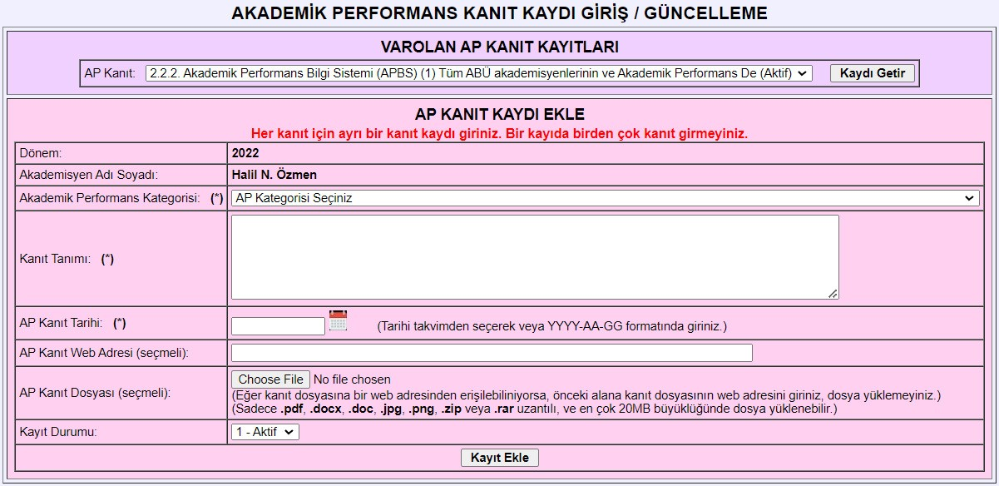 AKADEMİK PERFORMANS KANIT KAYDI GİRİŞ / GÜNCELLEME
VAROLAN AP KANIT KAYITLARI
AP Kanıt: 2.2.2. Akademik Performans Bilgi Sistemi (APBS) (1) Tüm ABÜ akademisyenlerinin ve Akademik Performans De (Aktif) Kaydı Getir
AP KANIT KAYDI EKLE
Her kanıt için ayrı bir kanıt kaydı giriniz. Bir kayıda birden çok kanıt girmeyiniz.
Dönem: 2022
Akademisyen Adı Soyadı: Halil N. Özmen
Akademik Performans Kategorisi: (*) AP Kategorisi Seçiniz
Kanıt Tanımı: (*)
AP Kanıt Tarihi: (*) (Tarihi takvimden seçerek veya YYYY-AA-GG formatında giriniz.)
AP Kanıt Web Adresi (seçmeli):
AP Kanıt Dosyası (seçmeli): Choose File No file chosen
(Eğer kanıt dosyasına bir web adresinden erişilebiliniyorsa, önceki alana kanıt dosyasının web adresini giriniz, dosya yüklemeyiniz.)
(Sadece .pdf, .docx, .doc, .jpg, .png, .zip veya .rar uzantılı, ve en çok 20MB büyüklüğünde dosya yüklenebilir.)
Kayıt Durumu: 1 - Aktif
Kayıt Ekle